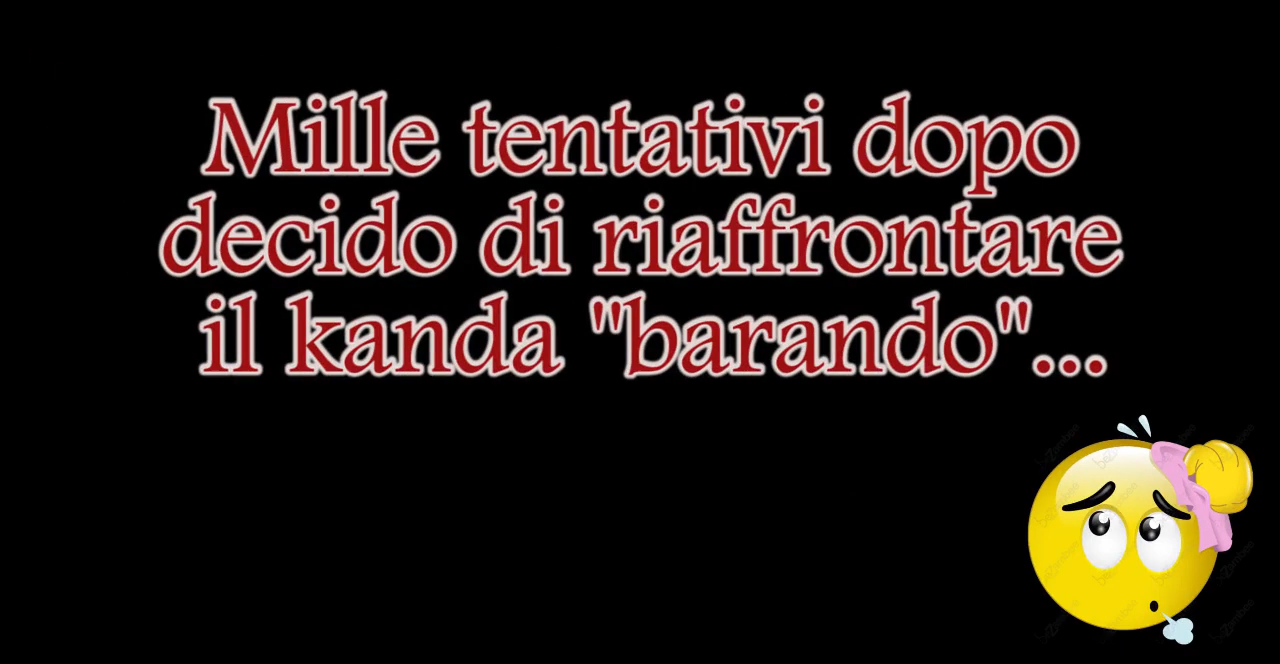 Mille tentativi dopo
decido di riaffrontare
il kanda "barando"...